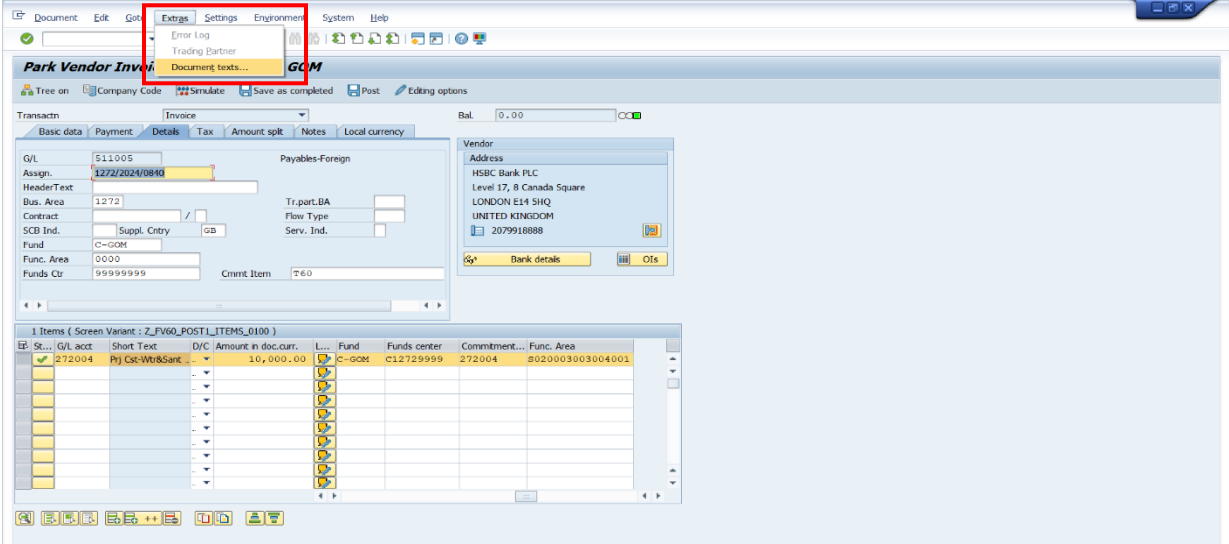 Document Edit Goto Extras Settings Environment System Help
Error Log
Trading Partner
Document texts...
Park Vendor Invoi GOM
Tree on Company Code Simulate Save as completed Post Editing options
Transactn Invoice Bal. 0.00
Basic data Payment Details Tax Amount split Notes Local currency
Vendor
G/L 511005 Payables-Foreign Address
Assign. 1272/2024/0840 HSBC Bank PLC
HeaderText Level 17, 8 Canada Square
Bus. Area 1272 Tr.part.BA LONDON E14 5HQ
Contract / Flow Type UNITED KINGDOM
SCB Ind. Suppl. Cntry GB Serv. Ind. 2079918888
Fund C-GOM
Func. Area 0000 Bank details OIs
Funds Ctr 99999999 Cmmt Item T60
1 Items ( Screen Variant : Z_FV60_POST1_ITEMS_0100 )
St... G/L acct Short Text D/C Amount in doc.curr. L... Fund Funds center Commitment... Func. Area
272004 Prj Cst-Wtr&Sant .. 10,000.00 C-GOM C12729999 272004 S020003003004001